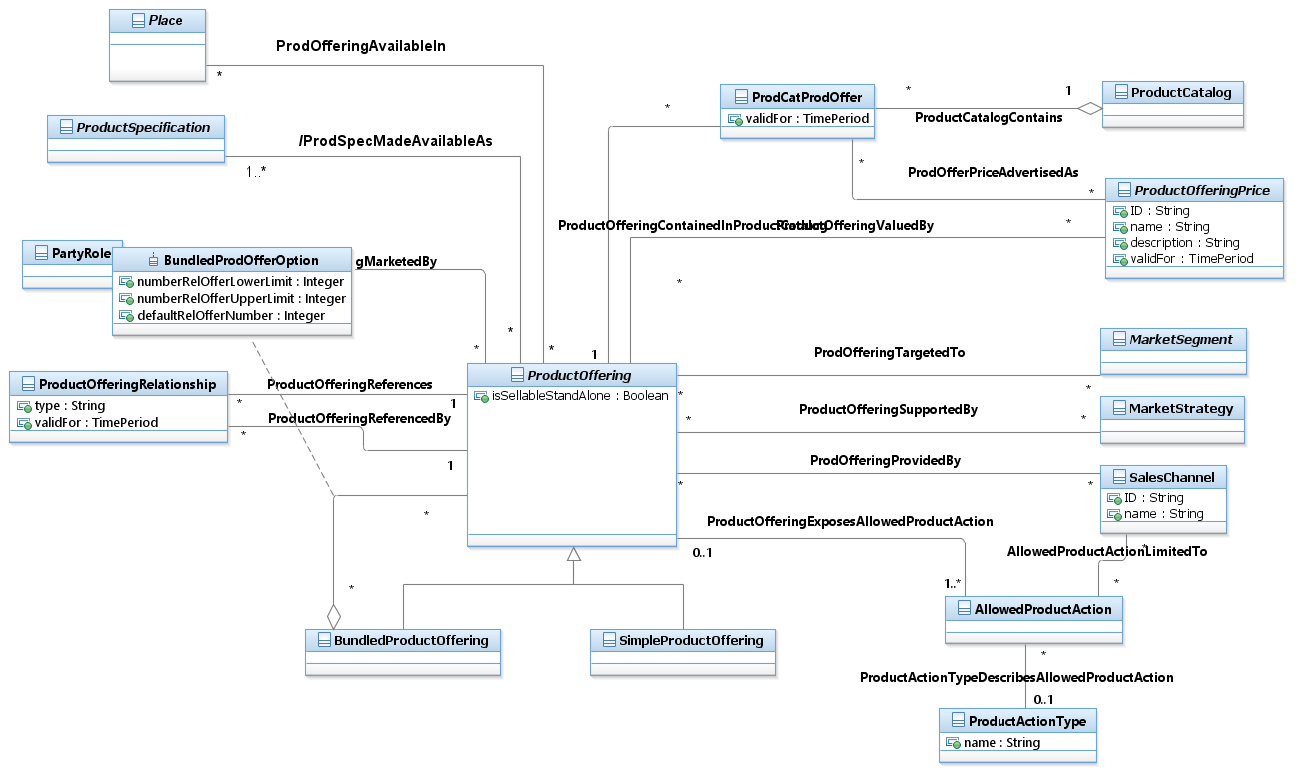 Place
ProdOfferingAvailableIn
*
ProductSpecification
/ProdSpecMadeAvailableAs
1..*
ProdCatProdOffer
validFor : TimePeriod
*
*
1
ProductCatalog
ProductCatalogContains
*
ProdOfferPriceAdvertisedAs
*
ProductOfferingPrice
ID : String
name : String
description : String
validFor : TimePeriod
ProductOfferingContainedInProduct
ProductOfferingValuedBy
*
*
PartyRole
BundledProdOfferOption
numberRelOfferLowerLimit : Integer
numberRelOfferUpperLimit : Integer
defaultRelOfferNumber : Integer
gMarketedBy
*
*
*
1
ProductOffering
isSellableStandAlone : Boolean
ProductOfferingRelationship
type : String
validFor : TimePeriod
ProductOfferingReferences
*
1
ProductOfferingReferencedBy
*
1
*
*
ProdOfferingTargetedTo
*
*
MarketSegment
ProductOfferingSupportedBy
*
*
MarketStrategy
ProdOfferingProvidedBy
*
*
SalesChannel
ID : String
name : String
ProductOfferingExposesAllowedProductAction
0..1
1..*
AllowedProductActionLimitedTo
*
*
AllowedProductAction
BundledProductOffering
SimpleProductOffering
*
ProductActionTypeDescribesAllowedProductAction
0..1
ProductActionType
name : String